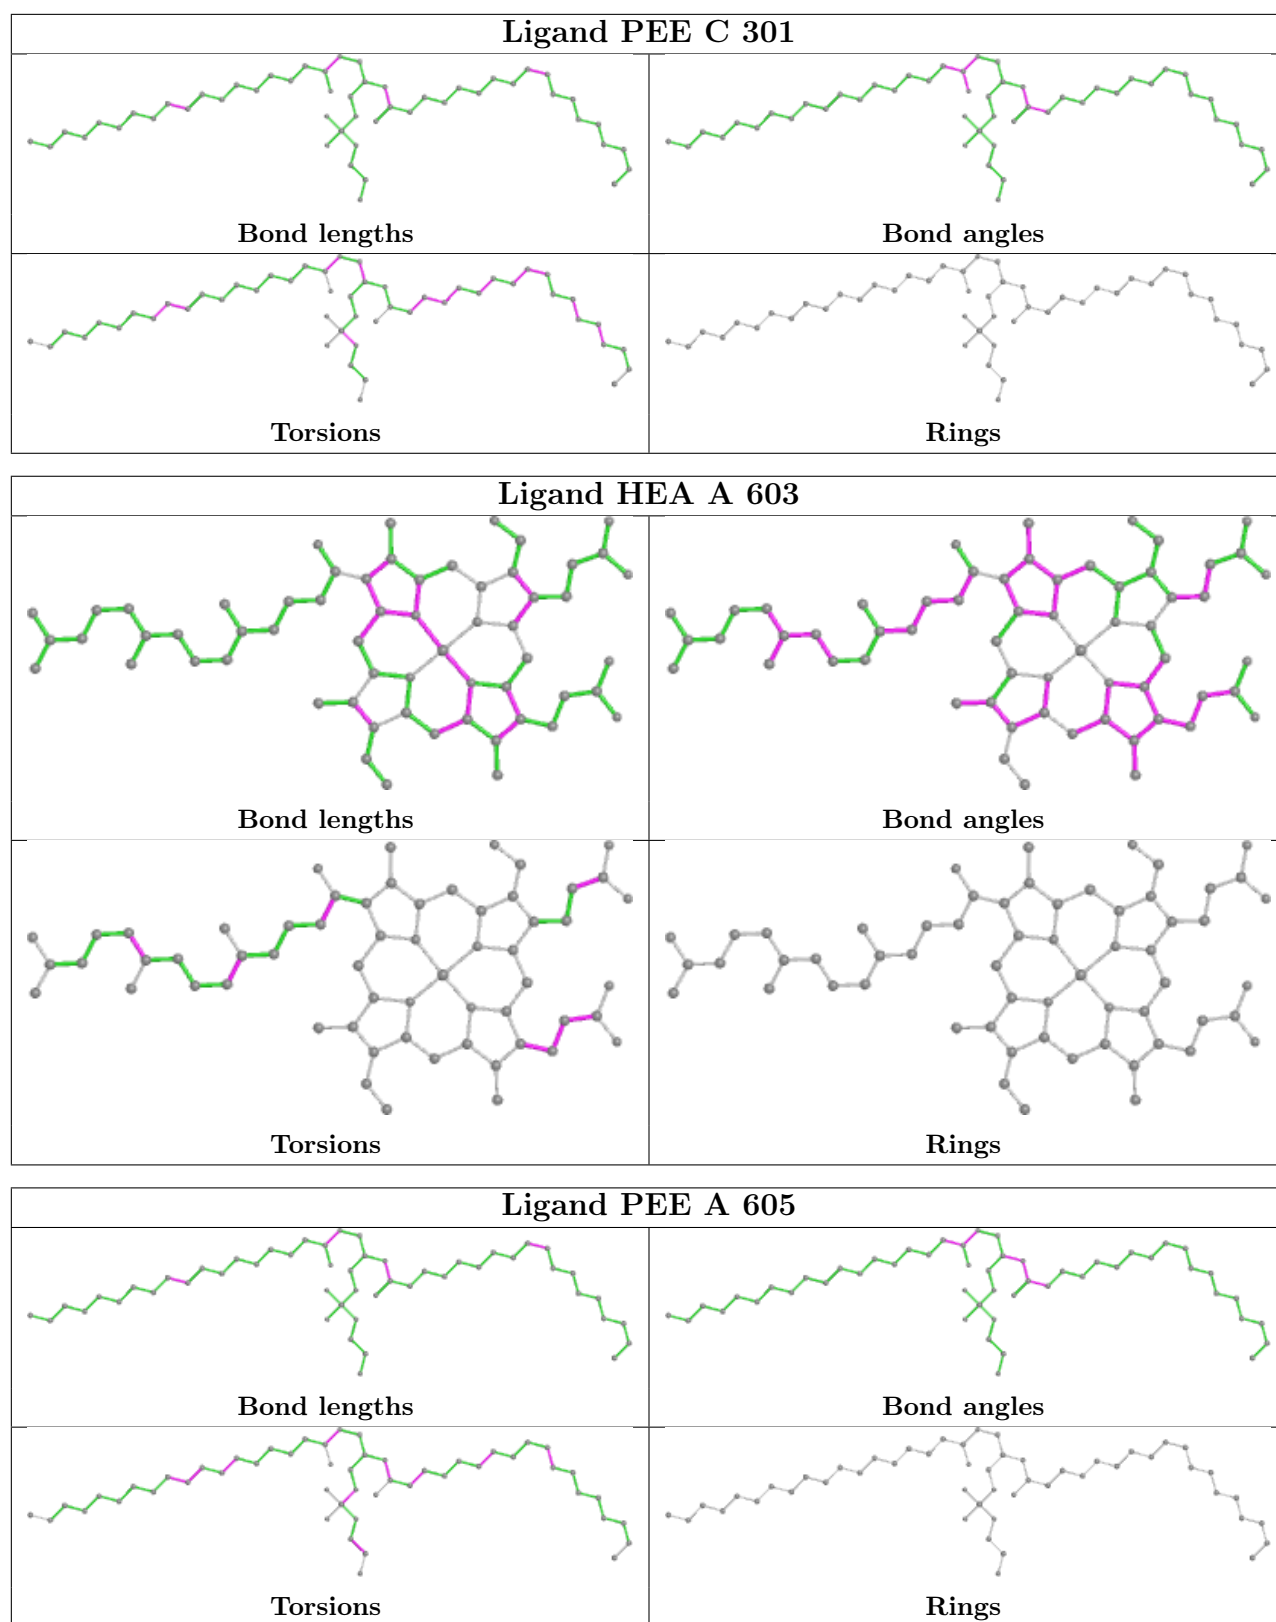 Ligand PEE C 301
Bond lengths
Bond angles
Torsions
Rings
Ligand HEA A 603
Bond lengths
Bond angles
Torsions
Rings
Ligand PEE A 605
Bond lengths
Bond angles
Torsions
Rings